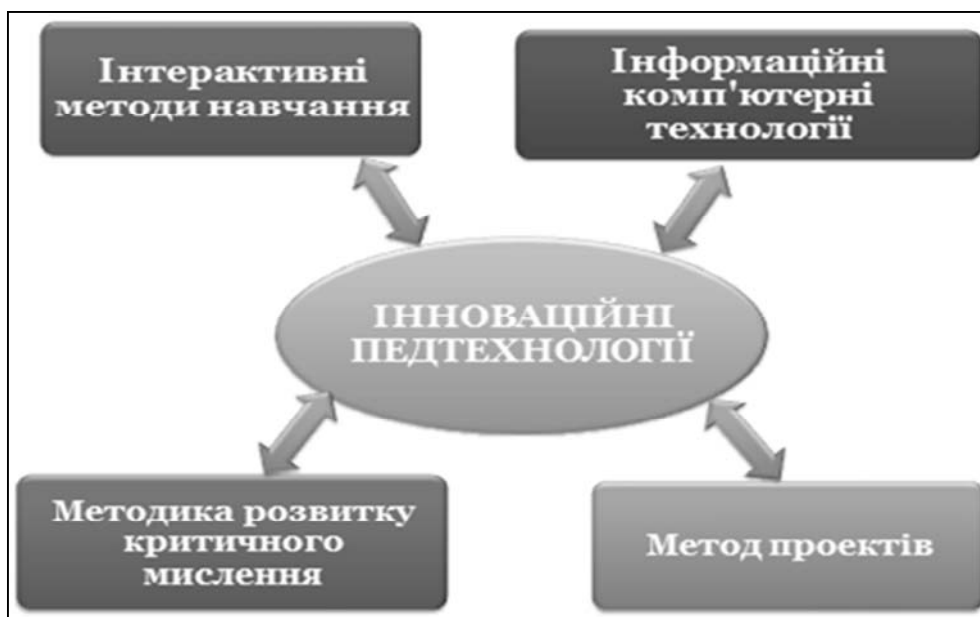 Інтерактивні
методи навчання
Інформаційні
комп'ютерні
технології
ІННОВАЦІЙНІ
ПЕДТЕХНОЛОГІЇ
Методика розвитку
критичного
мислення
Метод проектів